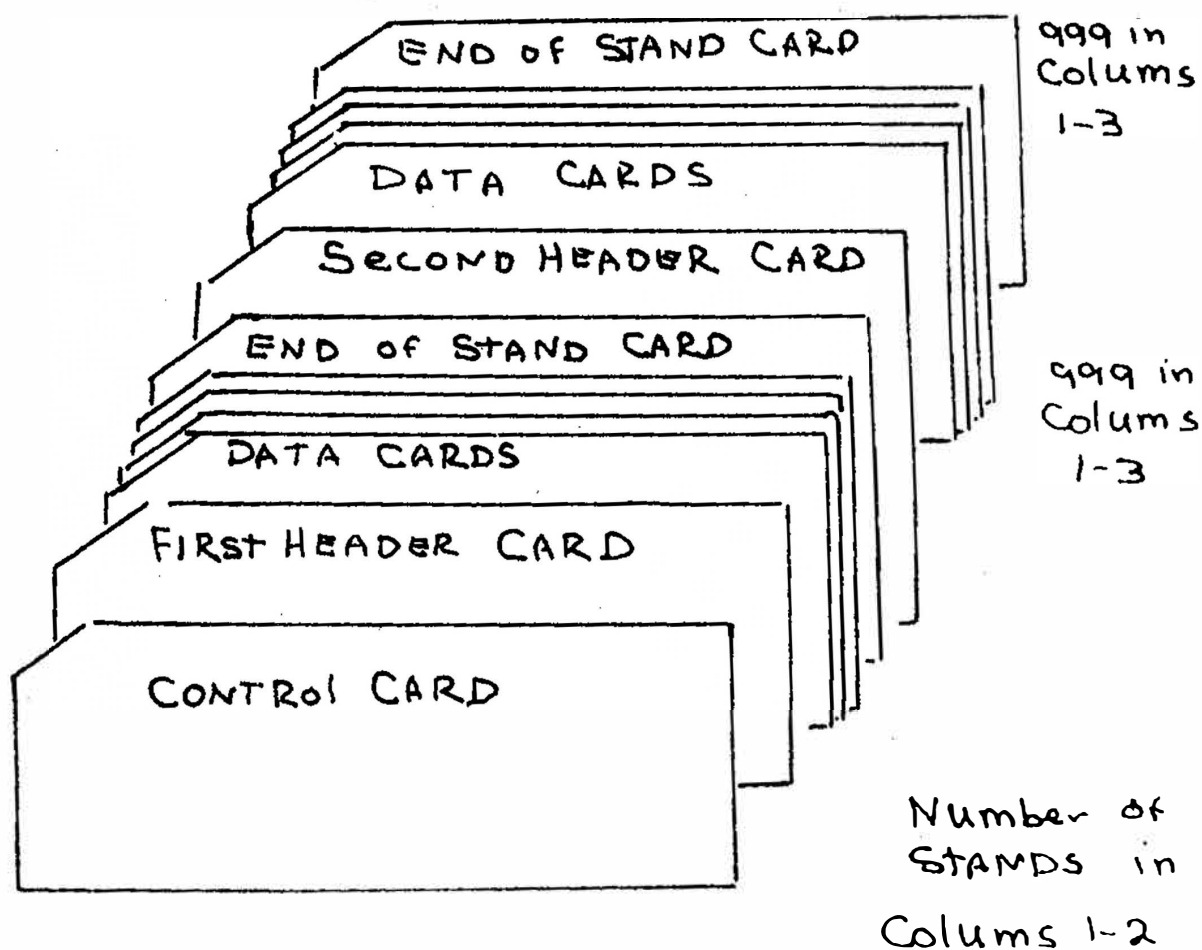 END OF STAND CARD
999 in
Colums
1-3
DATA CARDS
SECOND HEADER CARD
END OF STAND CARD
999 in
Colums
1-3
DATA CARDS
FIRST HEADER CARD
CONTROl CARD
Number of
STANDS in
Colums 1-2